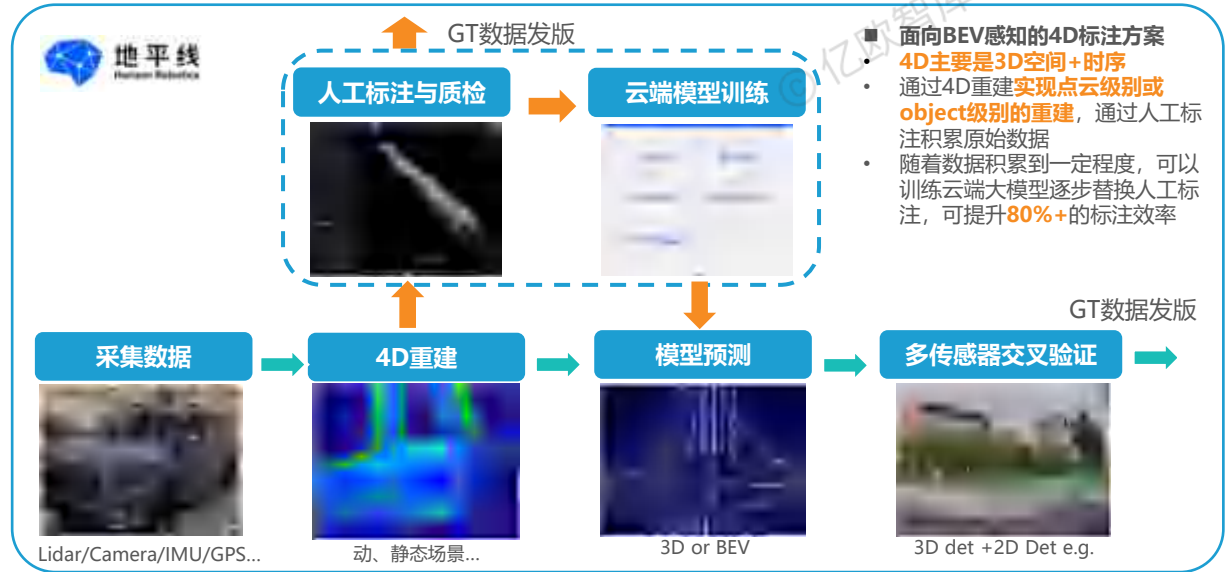 地平线
Horizon Robotics
GT数据发版
©亿欧智库
人工标注与质检
云端模型训练
■ 面向BEV感知的4D标注方案
• 4D主要是3D空间+时序
• 通过4D重建实现点云级别或
object级别的重建，通过人工标
注积累原始数据
• 随着数据积累到一定程度，可以
训练云端大模型逐步替换人工标
注，可提升80%+的标注效率
GT数据发版
采集数据
4D重建
模型预测
多传感器交叉验证
Lidar/Camera/IMU/GPS...
动、静态场景...
3D or BEV
3D det +2D Det e.g.